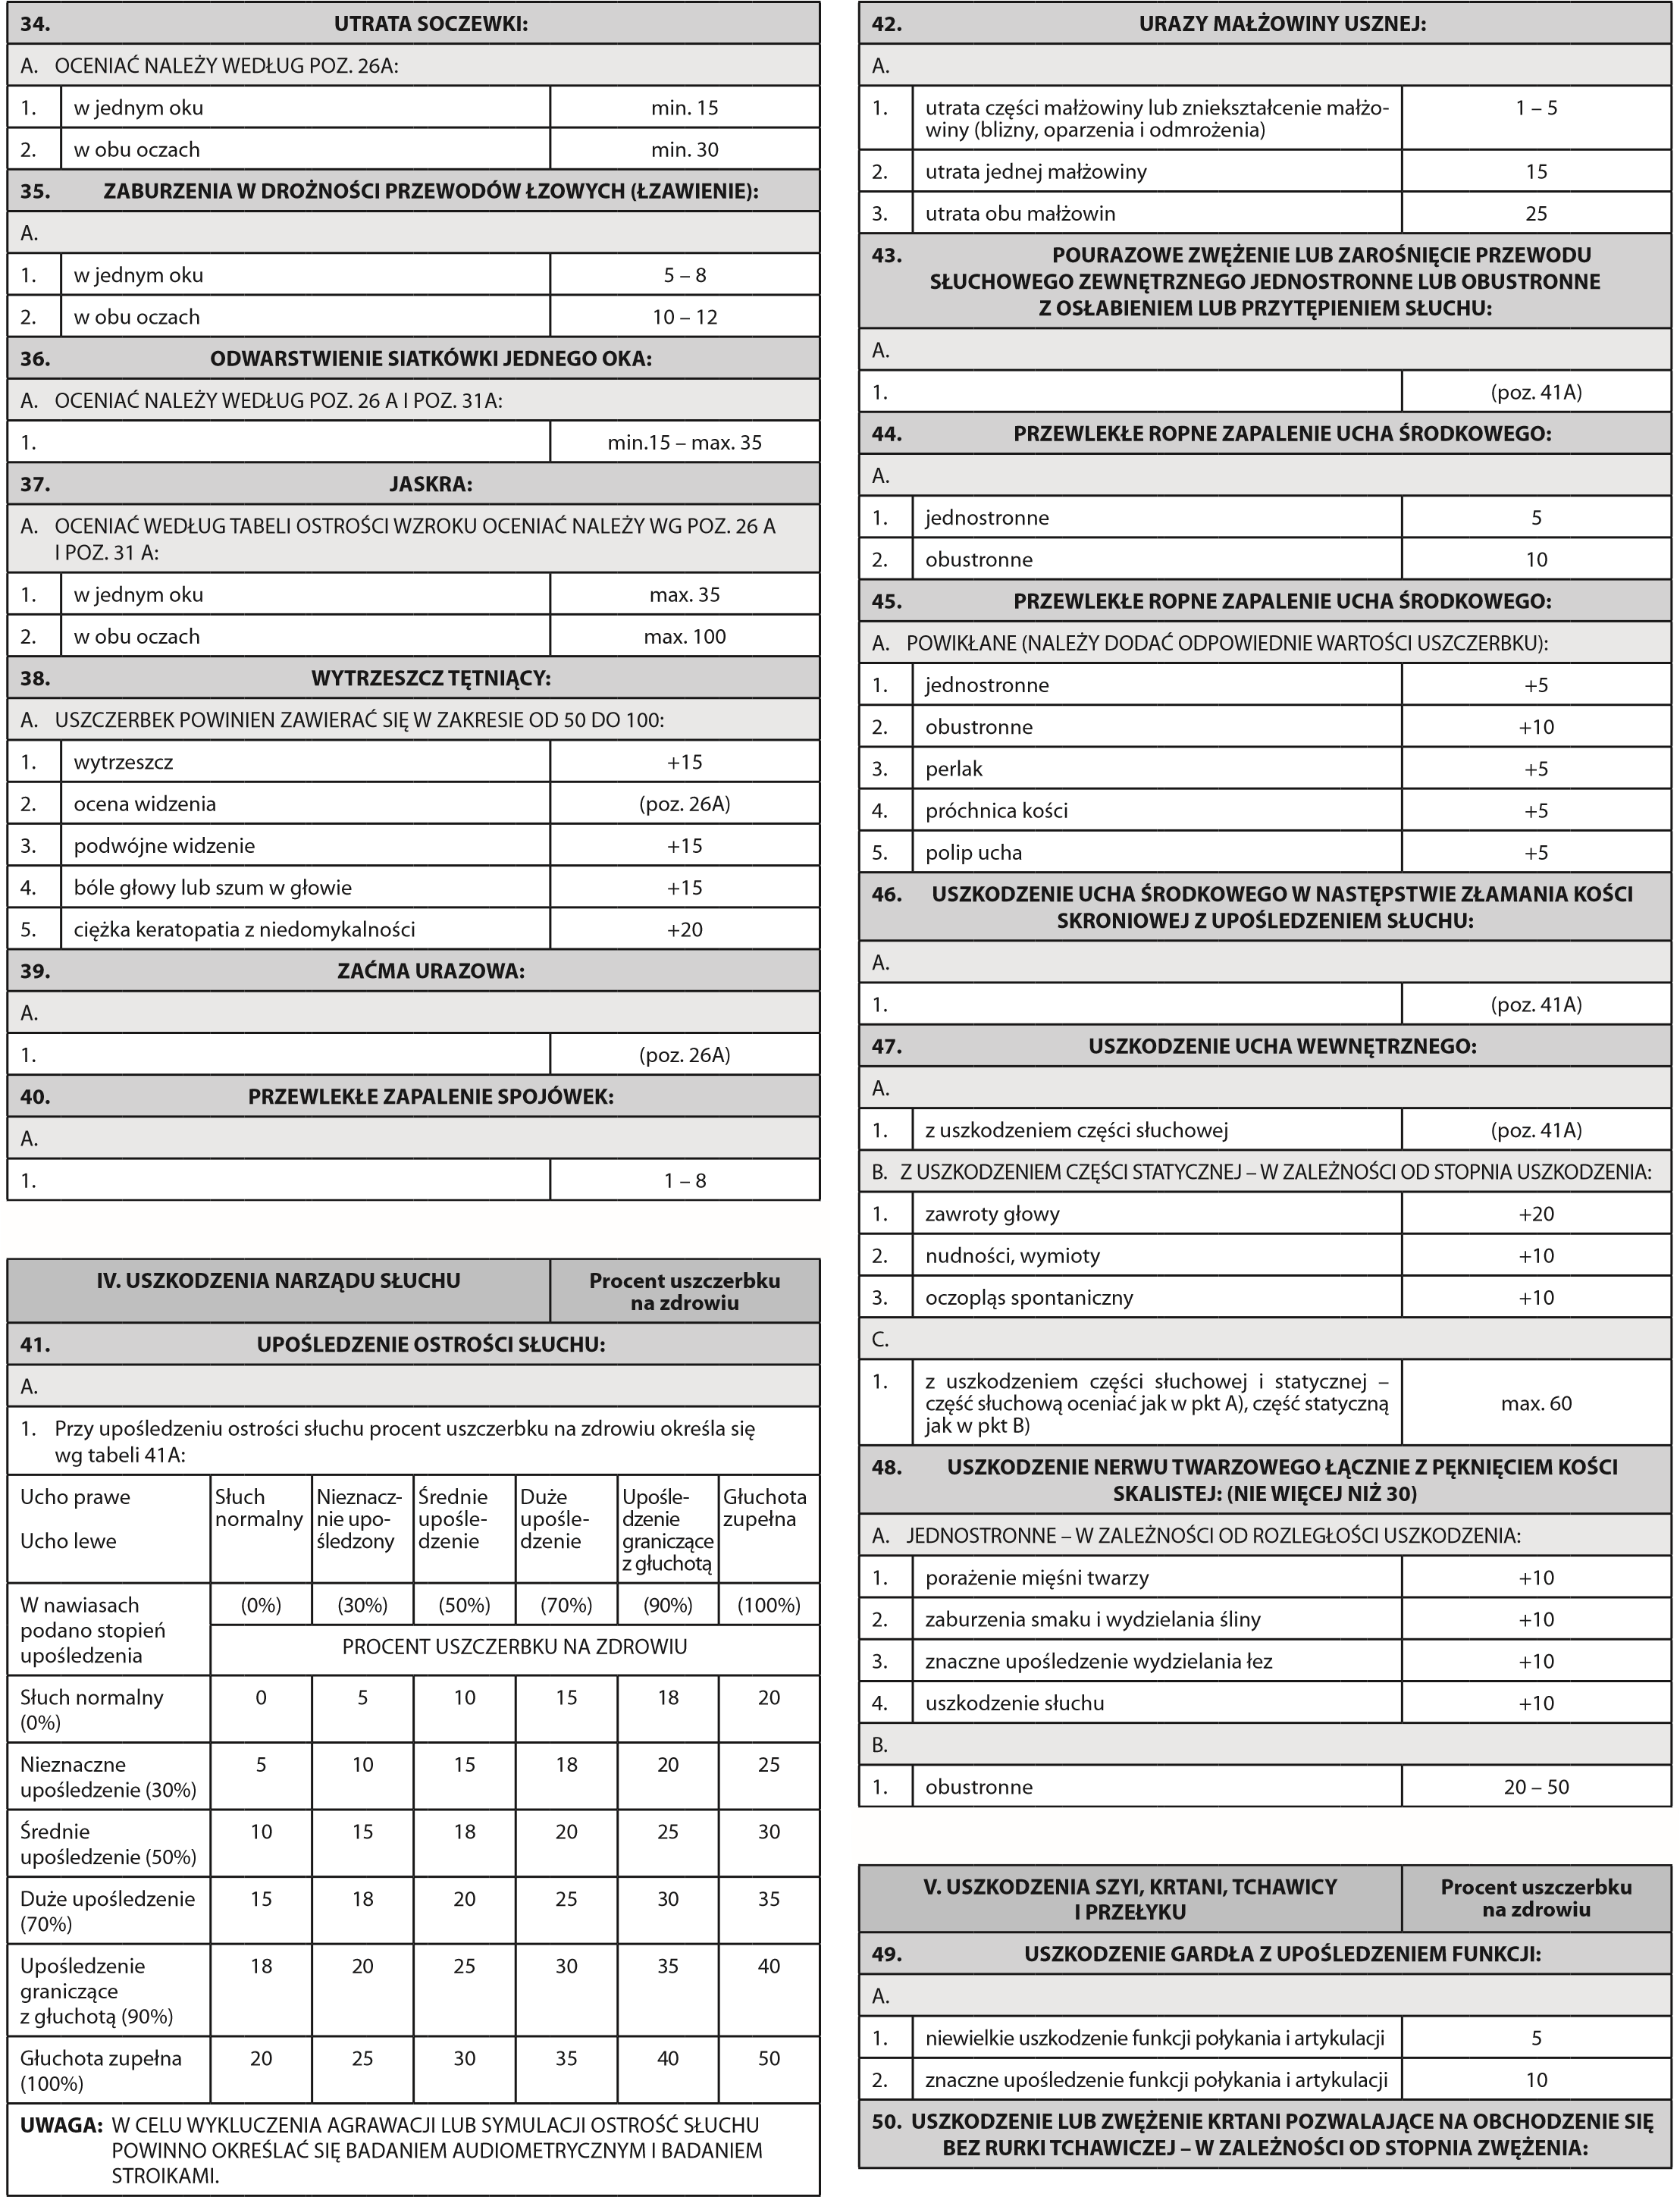 34. UTRATA SOCZEWKI:
A. OCENIAĆ NALEŻY WEDŁUG POZ. 26A:
1. w jednym oku min. 15
2. w obu oczach min. 30
35. ZABURZENIA W DROŻNOŚCI PRZEWODÓW ŁZOWYCH (ŁZAWIENIE):
A.
1. w jednym oku 5 – 8
2. w obu oczach 10 – 12
36. ODWARSTWIENIE SIATKÓWKI JEDNEGO OKA:
A. OCENIAĆ NALEŻY WEDŁUG POZ. 26 A I POZ. 31A:
1. min.15 – max. 35
37. JASKRA:
A. OCENIAĆ WEDŁUG TABELI OSTROŚCI WZROKU OCENIAĆ NALEŻY WG POZ. 26 A
I POZ. 31 A:
1. w jednym oku max. 35
2. w obu oczach max. 100
38. WYTRZESZCZ TĘTNIĄCY:
A. USZCZERBEK POWINIEN ZAWIERAĆ SIĘ W ZAKRESIE OD 50 DO 100:
1. wytrzeszcz +15
2. ocena widzenia (poz. 26A)
3. podwójne widzenie +15
4. bóle głowy lub szum w głowie +15
5. ciężka keratopatia z niedomykalności +20
39. ZAĆMA URAZOWA:
A.
1. (poz. 26A)
40. PRZEWLEKŁE ZAPALENIE SPOJÓWEK:
A.
1. 1 – 8
IV. USZKODZENIA NARZĄDU SŁUCHU Procent uszczerbku
na zdrowiu
41. UPOŚLEDZENIE OSTROŚCI SŁUCHU:
A.
1. Przy upośledzeniu ostrości słuchu procent uszczerbku na zdrowiu określa się
wg tabeli 41A:
Ucho prawe Słuch Nieznacz- Średnie Duże Upośle- Głuchota
normalny nie upo- upośle- upośle- dzenie zupełna
Ucho lewe śledzony dzenie dzenie graniczące
z głuchotą
W nawiasach (0%) (30%) (50%) (70%) (90%) (100%)
podano stopień
PROCENT USZCZERBKU NA ZDROWIU
upośledzenia
Słuch normalny 0 5 10 15 18 20
(0%)
Nieznaczne 5 10 15 18 20 25
upośledzenie (30%)
Średnie 10 15 18 20 25 30
upośledzenie (50%)
Duże upośledzenie 15 18 20 25 30 35
(70%)
Upośledzenie 18 20 25 30 35 40
graniczące
z głuchotą (90%)
Głuchota zupełna 20 25 30 35 40 50
(100%)
UWAGA: W CELU WYKLUCZENIA AGRAWACJI LUB SYMULACJI OSTROŚĆ SŁUCHU
POWINNO OKREŚLAĆ SIĘ BADANIEM AUDIOMETRYCZNYM I BADANIEM
STROIKAMI.
42. URAZY MAŁŻOWINY USZNEJ:
A.
1. utrata części małżowiny lub zniekształcenie małżo- 1 – 5
winy (blizny, oparzenia i odmrożenia)
2. utrata jednej małżowiny 15
3. utrata obu małżowin 25
43. POURAZOWE ZWĘŻENIE LUB ZAROŚNIĘCIE PRZEWODU
SŁUCHOWEGO ZEWNĘTRZNEGO JEDNOSTRONNE LUB OBUSTRONNE
Z OSŁABIENIEM LUB PRZYTĘPIENIEM SŁUCHU:
A.
1. (poz. 41A)
44. PRZEWLEKŁE ROPNE ZAPALENIE UCHA ŚRODKOWEGO:
A.
1. jednostronne 5
2. obustronne 10
45. PRZEWLEKŁE ROPNE ZAPALENIE UCHA ŚRODKOWEGO:
A. POWIKŁANE (NALEŻY DODAĆ ODPOWIEDNIE WARTOŚCI USZCZERBKU):
1. jednostronne +5
2. obustronne +10
3. perlak +5
4. próchnica kości +5
5. polip ucha +5
46. USZKODZENIE UCHA ŚRODKOWEGO W NASTĘPSTWIE ZŁAMANIA KOŚCI
SKRONIOWEJ Z UPOŚLEDZENIEM SŁUCHU:
A.
1. (poz. 41A)
47. USZKODZENIE UCHA WEWNĘTRZNEGO:
A.
1. z uszkodzeniem części słuchowej (poz. 41A)
B. Z USZKODZENIEM CZĘŚCI STATYCZNEJ – W ZALEŻNOŚCI OD STOPNIA USZKODZENIA:
1. zawroty głowy +20
2. nudności, wymioty +10
3. oczopląs spontaniczny +10
C.
1. z uszkodzeniem części słuchowej i statycznej –
część słuchową oceniać jak w pkt A), część statyczną max. 60
jak w pkt B)
48. USZKODZENIE NERWU TWARZOWEGO ŁĄCZNIE Z PĘKNIĘCIEM KOŚCI
SKALISTEJ: (NIE WIĘCEJ NIŻ 30)
A. JEDNOSTRONNE – W ZALEŻNOŚCI OD ROZLEGŁOŚCI USZKODZENIA:
1. porażenie mięśni twarzy +10
2. zaburzenia smaku i wydzielania śliny +10
3. znaczne upośledzenie wydzielania łez +10
4. uszkodzenie słuchu +10
B.
1. obustronne 20 – 50
V. USZKODZENIA SZYI, KRTANI, TCHAWICY Procent uszczerbku
I PRZEŁYKU na zdrowiu
49. USZKODZENIE GARDŁA Z UPOŚLEDZENIEM FUNKCJI:
A.
1. niewielkie uszkodzenie funkcji połykania i artykulacji 5
2. znaczne upośledzenie funkcji połykania i artykulacji 10
50. USZKODZENIE LUB ZWĘŻENIE KRTANI POZWALAJĄCE NA OBCHODZENIE SIĘ
BEZ RURKI TCHAWICZEJ – W ZALEŻNOŚCI OD STOPNIA ZWĘŻENIA: